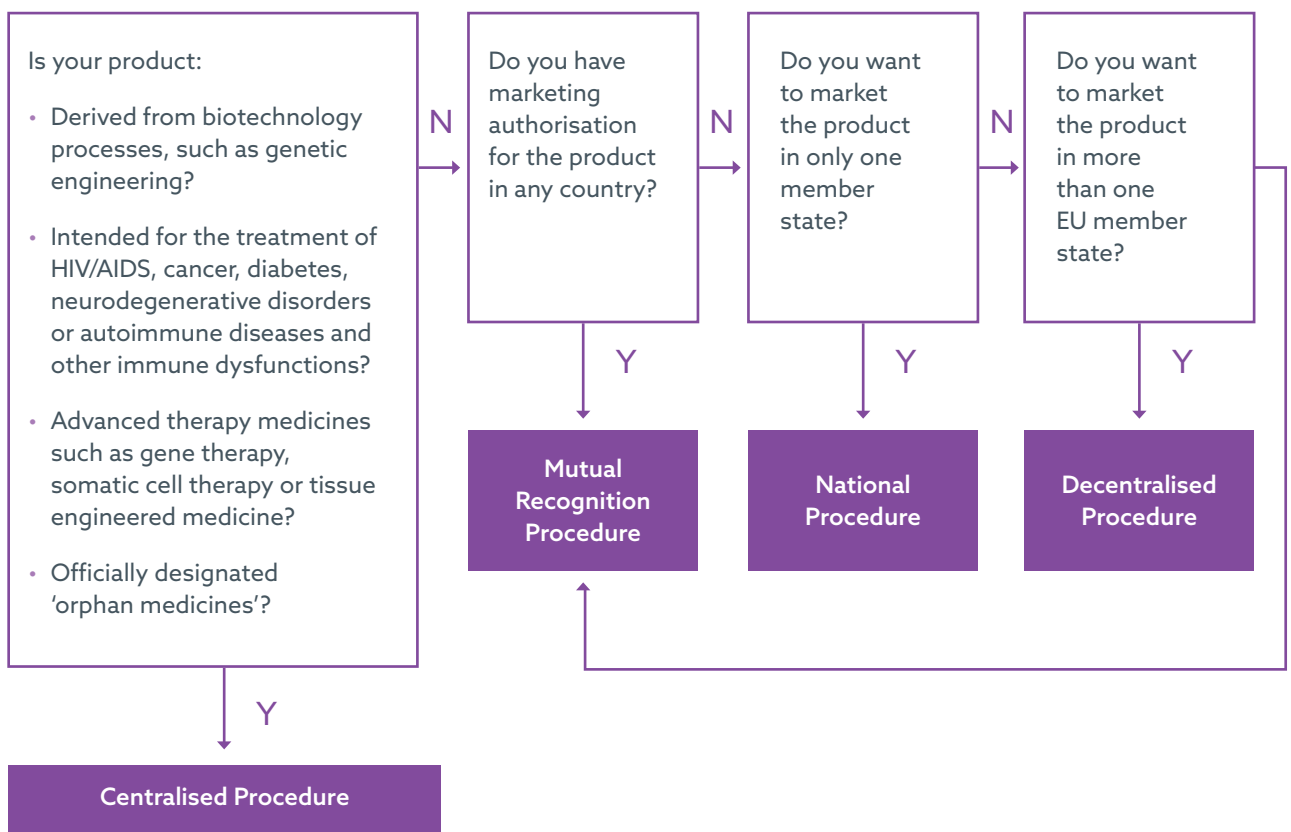 Is your product:
• Derived from biotechnology
processes, such as genetic
engineering?
• Intended for the treatment of
HIV/AIDS, cancer, diabetes,
neurodegenerative disorders
or autoimmune diseases and
other immune dysfunctions?
• Advanced therapy medicines
such as gene therapy,
somatic cell therapy or tissue
engineered medicine?
• Officially designated
‘orphan medicines’?
N
Do you have
marketing
authorisation
for the product
in any country?
N
Do you want
to market
the product
in only one
member
state?
N
Do you want
to market
the product
in more
than one
EU member
state?
Y
Y
Y
Mutual
Recognition
Procedure
National
Procedure
Decentralised
Procedure
Y
Centralised Procedure